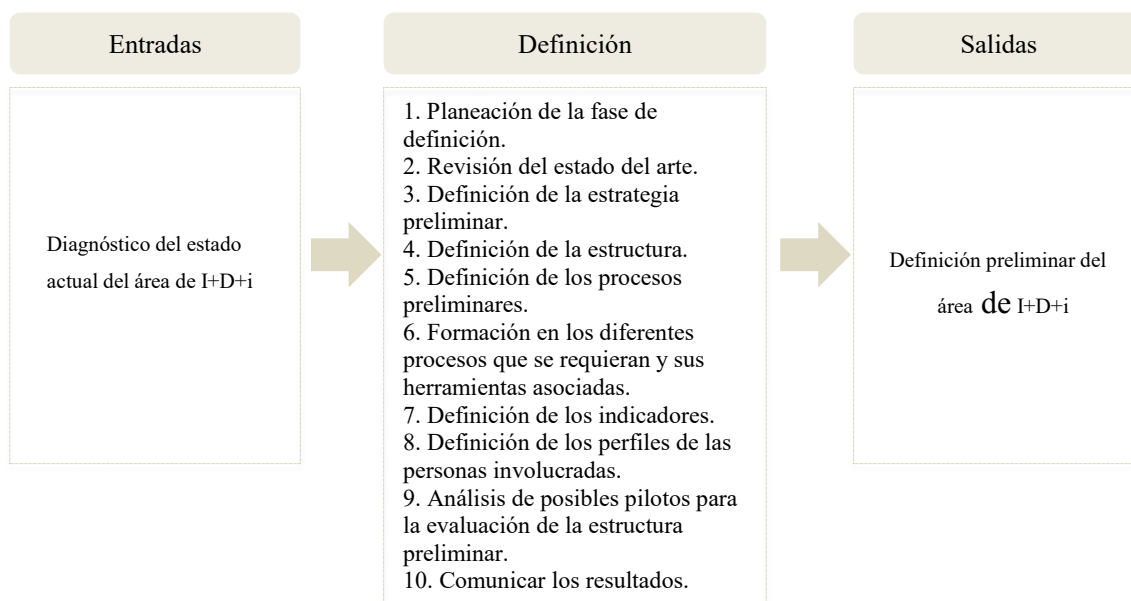 Entradas
Diagnóstico del estado
actual del área de I+D+i
Definición
1. Planeación de la fase de
definición.
2. Revisión del estado del arte.
3. Definición de la estrategia
preliminar.
4. Definición de la estructura.
5. Definición de los procesos
preliminares.
6. Formación en los diferentes
procesos que se requieran y sus
herramientas asociadas.
7. Definición de los indicadores.
8. Definición de los perfiles de las
personas involucradas.
9. Análisis de posibles pilotos para
la evaluación de la estructura
preliminar.
10. Comunicar los resultados.
Salidas
Definición preliminar del
área de I+D+i